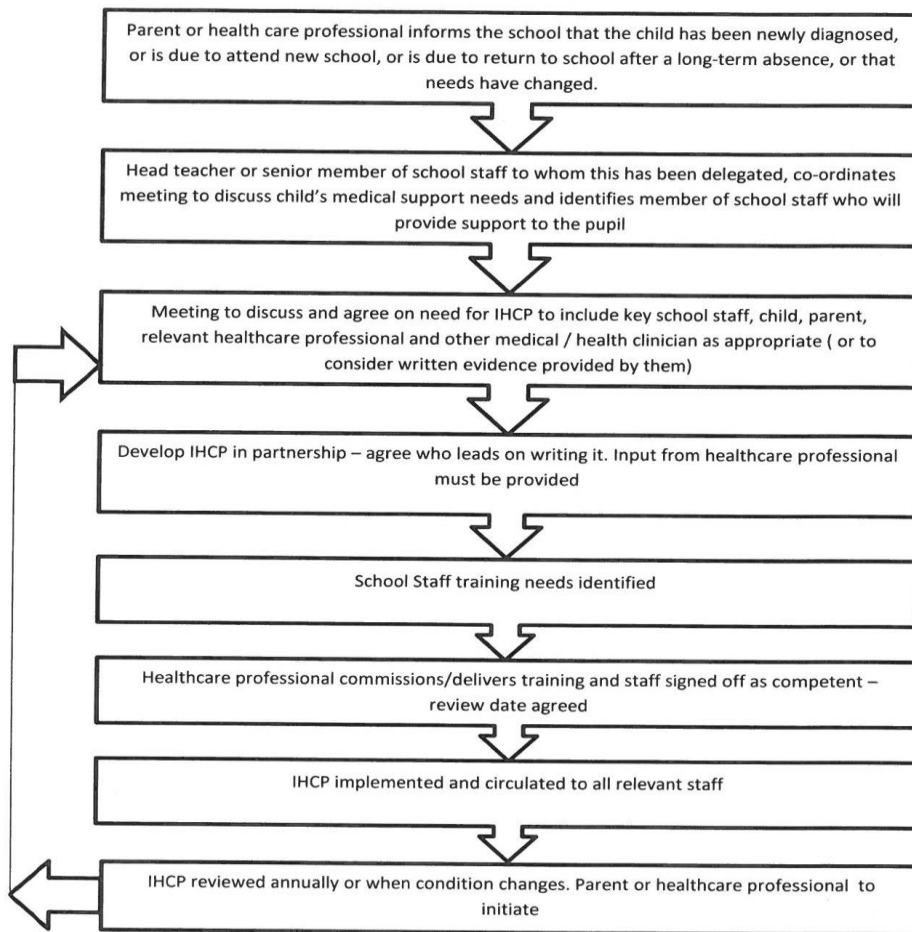 Parent or health care professional informs the school that the child has been newly diagnosed,
or is due to attend new school, or is due to return to school after a long-term absence, or that
needs have changed.
Head teacher or senior member of school staff to whom this has been delegated, co-ordinates
meeting to discuss child's medical support needs and identifies member of school staff who will
provide support to the pupil
Meeting to discuss and agree on need for IHCP to include key school staff, child, parent,
relevant healthcare professional and other medical / health clinician as appropriate ( or to
consider written evidence provided by them)
Develop IHCP in partnership – agree who leads on writing it. Input from healthcare professional
must be provided
School Staff training needs identified
Healthcare professional commissions/delivers training and staff signed off as competent –
review date agreed
IHCP implemented and circulated to all relevant staff
IHCP reviewed annually or when condition changes. Parent or healthcare professional to
initiate